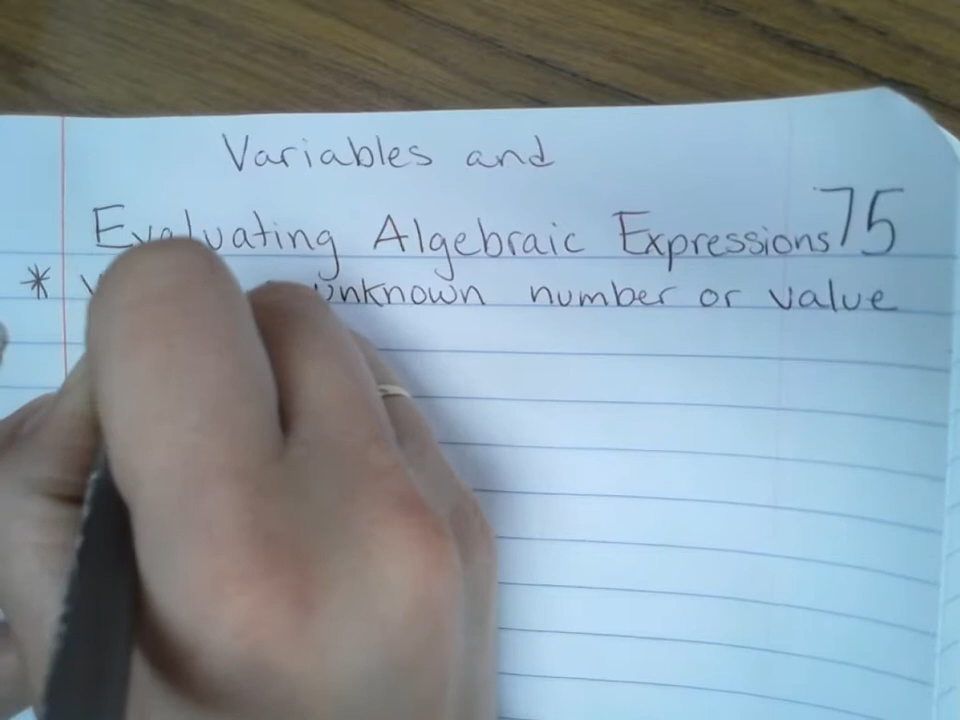 Variables and
Evaluating Algebraic Expressions 75
* unknown number or value